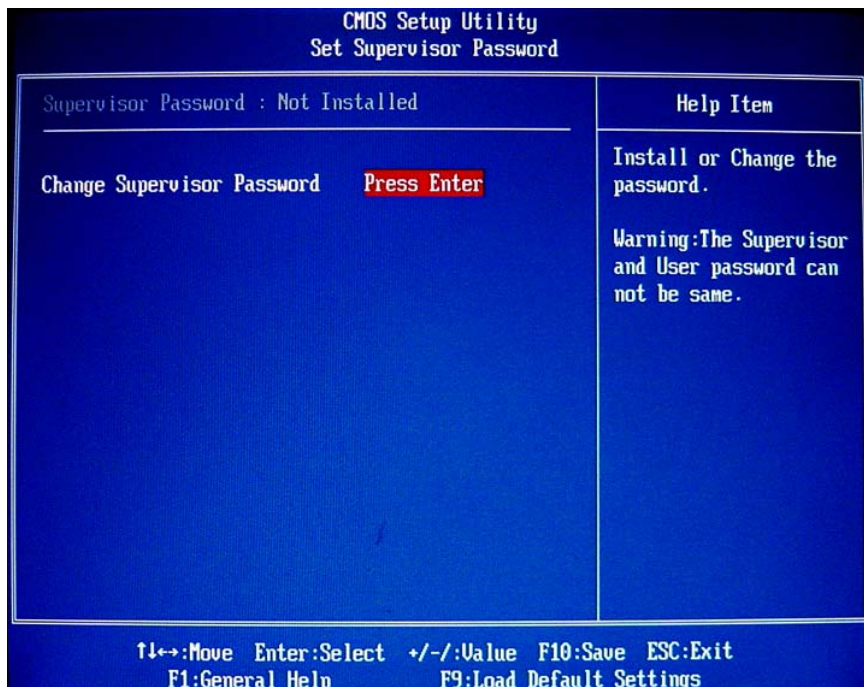 CMOS Setup Utility
Set Supervisor Password
Supervisor Password : Not Installed
Help Item
Change Supervisor Password Press Enter
Install or Change the
password.
Warning:The Supervisor
and User password can
not be same.
↑↓←→:Move Enter:Select +/-/:Value F10:Save ESC:Exit
F1:General Help F9:Load Default Settings